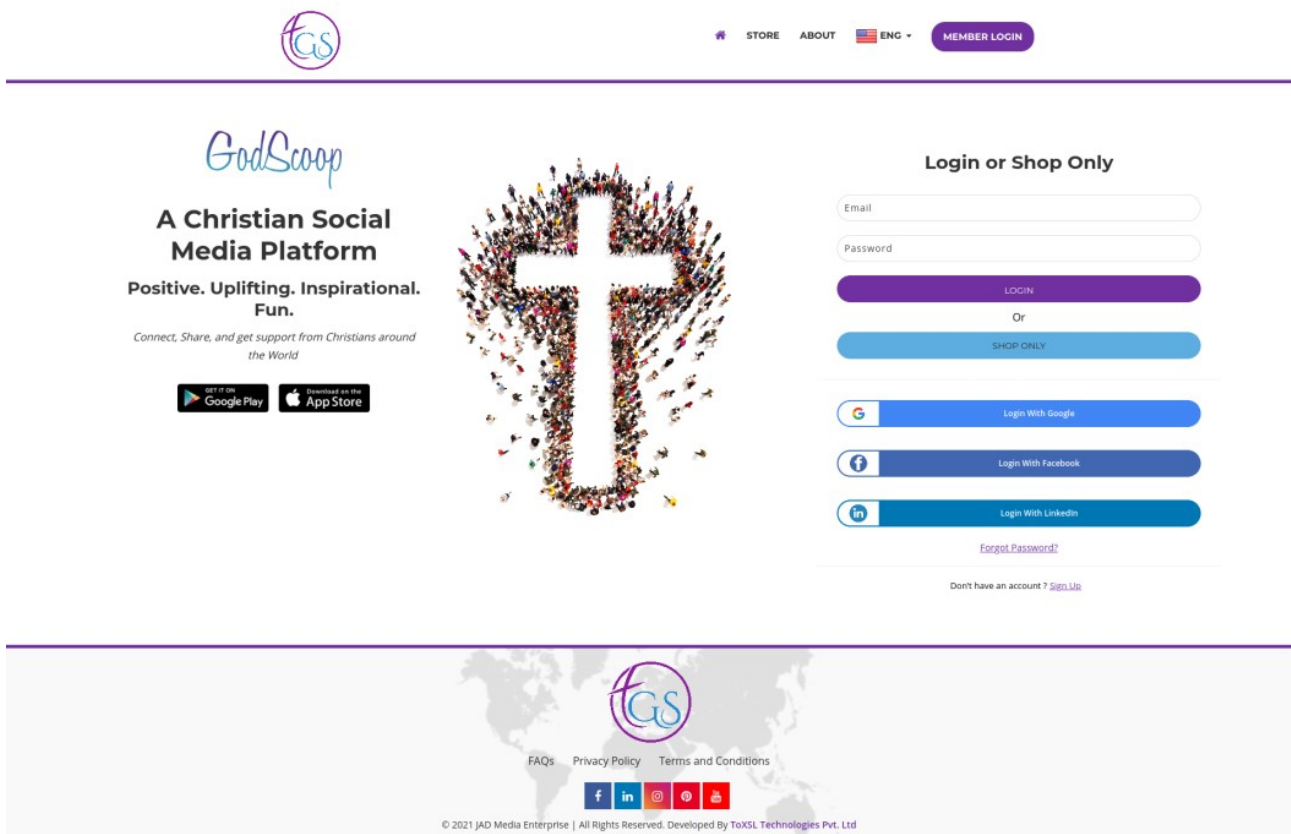 GS
STORE
ABOUT
ENG
MEMBER LOGIN
GodScoop
A Christian Social
Media Platform
Positive. Uplifting. Inspirational.
Fun.
Connect, Share, and get support from Christians around
the World
GET IT ON
Google Play
Download on the
App Store
Login or Shop Only
Email
Password
LOGIN
Or
SHOP ONLY
G
Login With Google
f
Login With Facebook
in
Login With LinkedIn
Forgot Password?
Don't have an account ? Sign Up
GS
FAQs Privacy Policy Terms and Conditions
f in
© 2021 JAD Media Enterprise | All Rights Reserved. Developed By ToXSL Technologies Pvt. Ltd